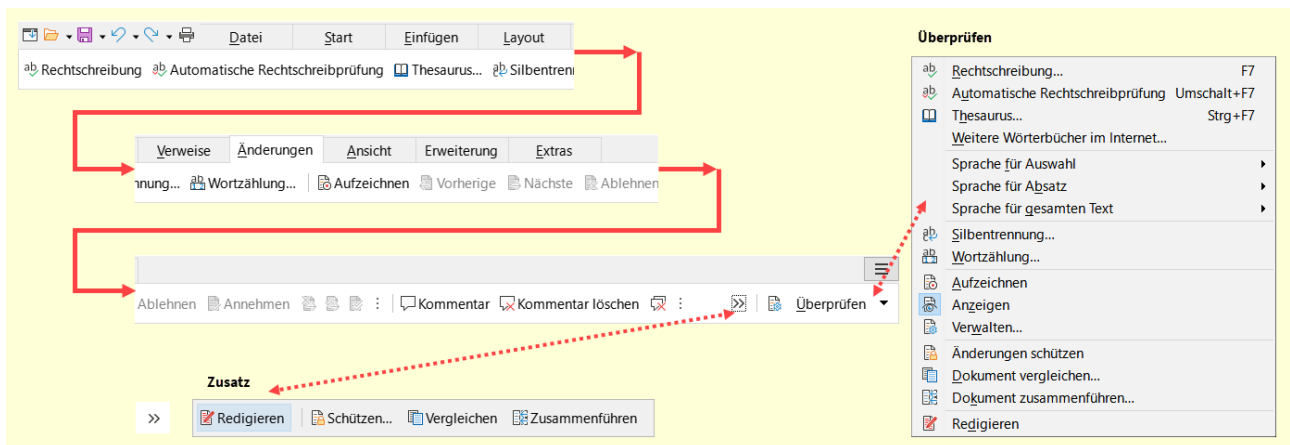 Datei Start Einfügen Layout
Rechtschreibung Automatische Rechtschreibprüfung Thesaurus... Silbentrenn
Verweise Änderungen Ansicht Erweiterung Extras
nnung... Wortzählung... Aufzeichnen Vorherige Nächste Ablehnen
Ablehnen Annehmen Kommentar Kommentar löschen Überprüfen
Zusatz
Redigieren Schützen... Vergleichen Zusammenführen
Überprüfen
Rechtschreibung... F7
Automatische Rechtschreibprüfung Umschalt+F7
Thesaurus... Strg+F7
Weitere Wörterbücher im Internet...
Sprache für Auswahl
Sprache für Absatz
Sprache für gesamten Text
Silbentrennung...
Wortzählung...
Aufzeichnen
Anzeigen
Verwalten...
Änderungen schützen
Dokument vergleichen...
Dokument zusammenführen...
Redigieren